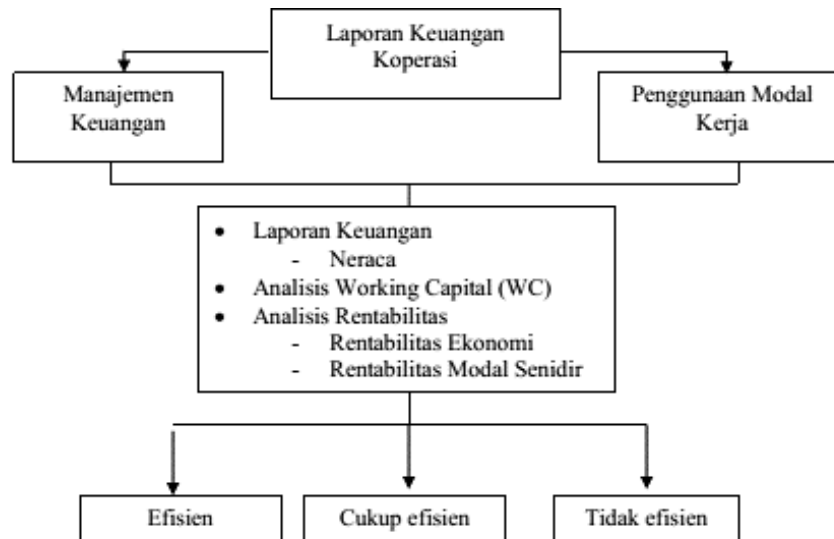 Laporan Keuangan
Koperasi
Manajemen
Keuangan
Penggunaan Modal
Kerja
• Laporan Keuangan
- Neraca
• Analisis Working Capital (WC)
• Analisis Rentabilitas
- Rentabilitas Ekonomi
- Rentabilitas Modal Senidir
Efisien
Cukup efisien
Tidak efisien